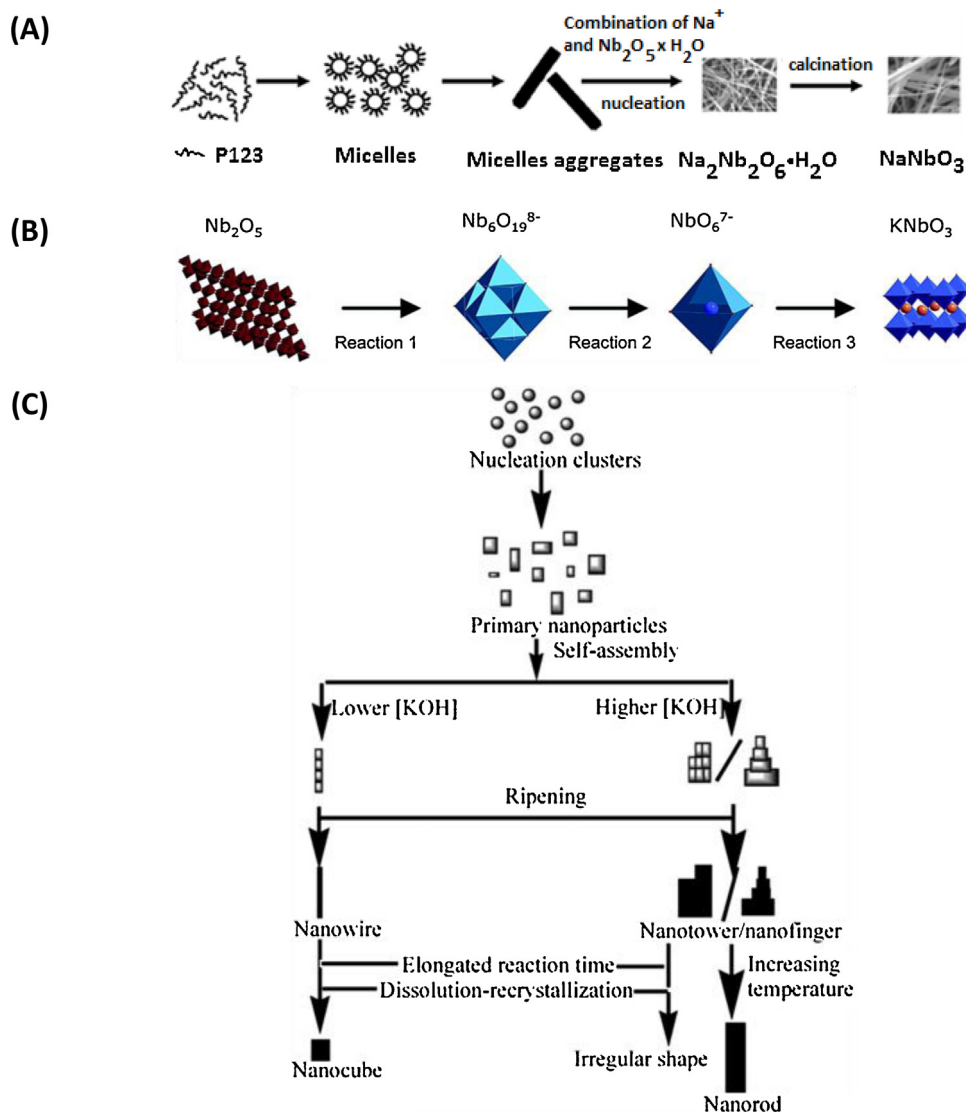 (A)
Combination of Na⁺
and Nb₂O₅x H₂O
nucleation
calcination
P123
Micelles
Micelles aggregates
Na₂Nb₂O₆•H₂O
NaNbO₃
(B)
Nb₂O₅
Nb₆O₁₉⁸⁻
NbO₆⁷⁻
KNbO₃
Reaction 1
Reaction 2
Reaction 3
(C)
Nucleation clusters
Primary nanoparticles
Self-assembly
Lower [KOH]
Higher [KOH]
Ripening
Nanowire
Nanotower/nanofinger
Elongated reaction time
Dissolution-recrystallization
Increasing
temperature
Nanocube
Irregular shape
Nanorod